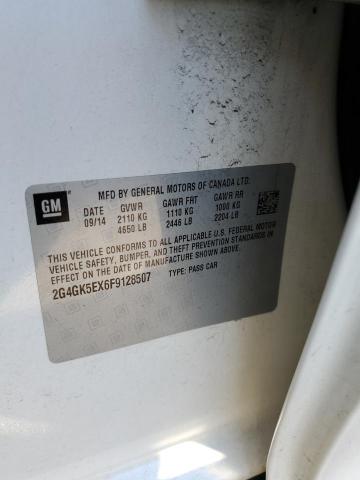 GM
MFD BY GENERAL MOTORS OF CANADA LTD.
DATE GVWR GAWR FRT GAWR RR
09/14 2110 KG 1110 KG 1000 KG
4650 LB 2446 LB 2204 LB
THIS VEHICLE CONFORMS TO ALL APPLICABLE U.S. FEDERAL MOTOR
VEHICLE SAFETY, BUMPER, AND THEFT PREVENTION STANDARDS IN
EFFECT ON THE DATE OF MANUFACTURE SHOWN ABOVE.
2G4GK5EX6F9128507 TYPE: PASS CAR